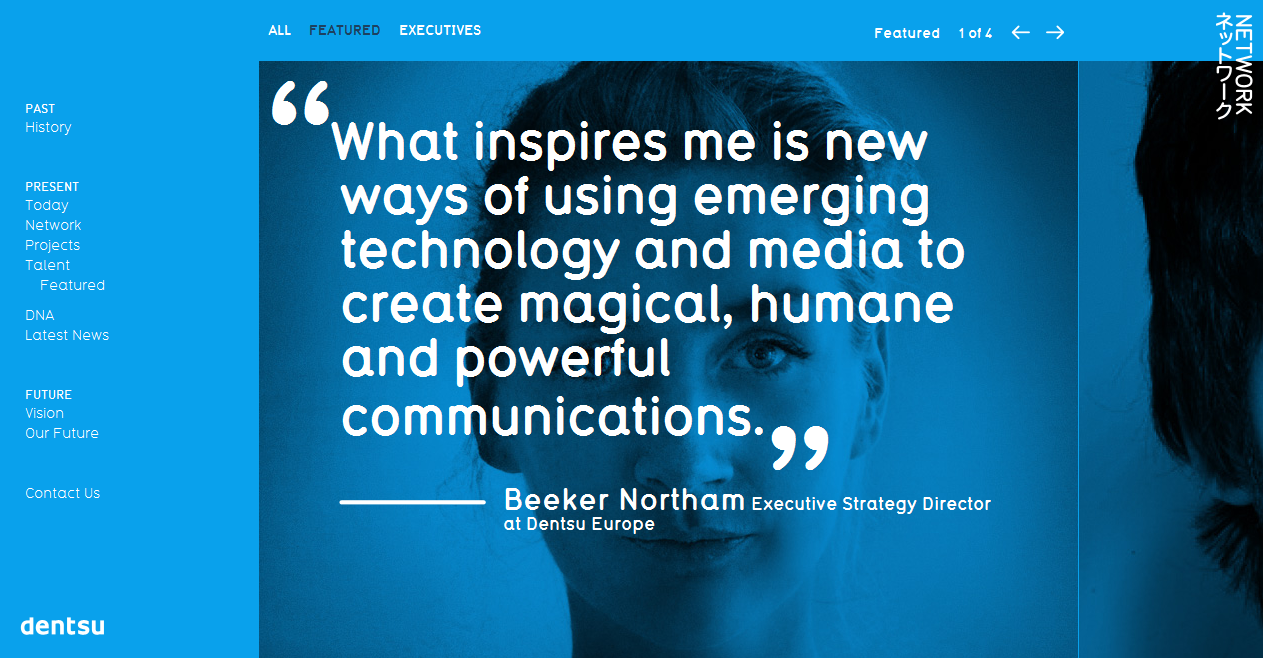 ALL FEATURED EXECUTIVES
Featured 1 of 4
NETWORK
ネットワーク
PAST
History
PRESENT
Today
Network
Projects
Talent
Featured
DNA
Latest News
FUTURE
Vision
Our Future
Contact Us
dentsu
“What inspires me is new
ways of using emerging
technology and media to
create magical, humane
and powerful
communications.”
Beeker Northam Executive Strategy Director
at Dentsu Europe